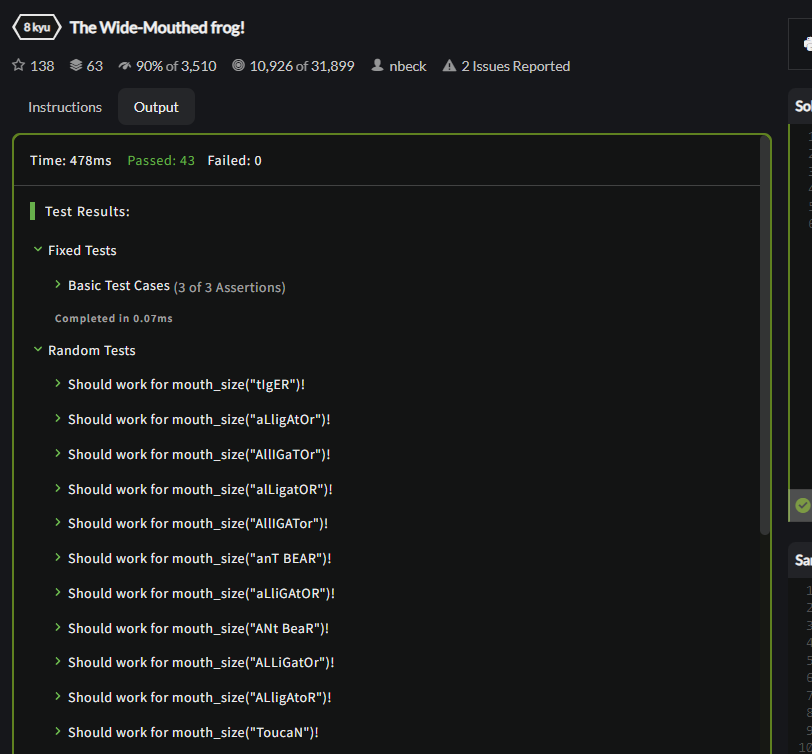 8 kyu The Wide-Mouthed frog!
138 63 90% of 3,510 10,926 of 31,899 nbeck 2 Issues Reported
Instructions Output
Time: 478ms Passed: 43 Failed: 0
Test Results:
Fixed Tests
Basic Test Cases (3 of 3 Assertions)
Completed in 0.07ms
Random Tests
Should work for mouth_size("tIgER")!
Should work for mouth_size("aLligAtOr")!
Should work for mouth_size("AllIGaTOr")!
Should work for mouth_size("alLigatOR")!
Should work for mouth_size("AllIGATor")!
Should work for mouth_size("anT BEAR")!
Should work for mouth_size("aLliGAtOR")!
Should work for mouth_size("ANt BeaR")!
Should work for mouth_size("ALLiGatOr")!
Should work for mouth_size("ALligAtoR")!
Should work for mouth_size("ToucaN")!